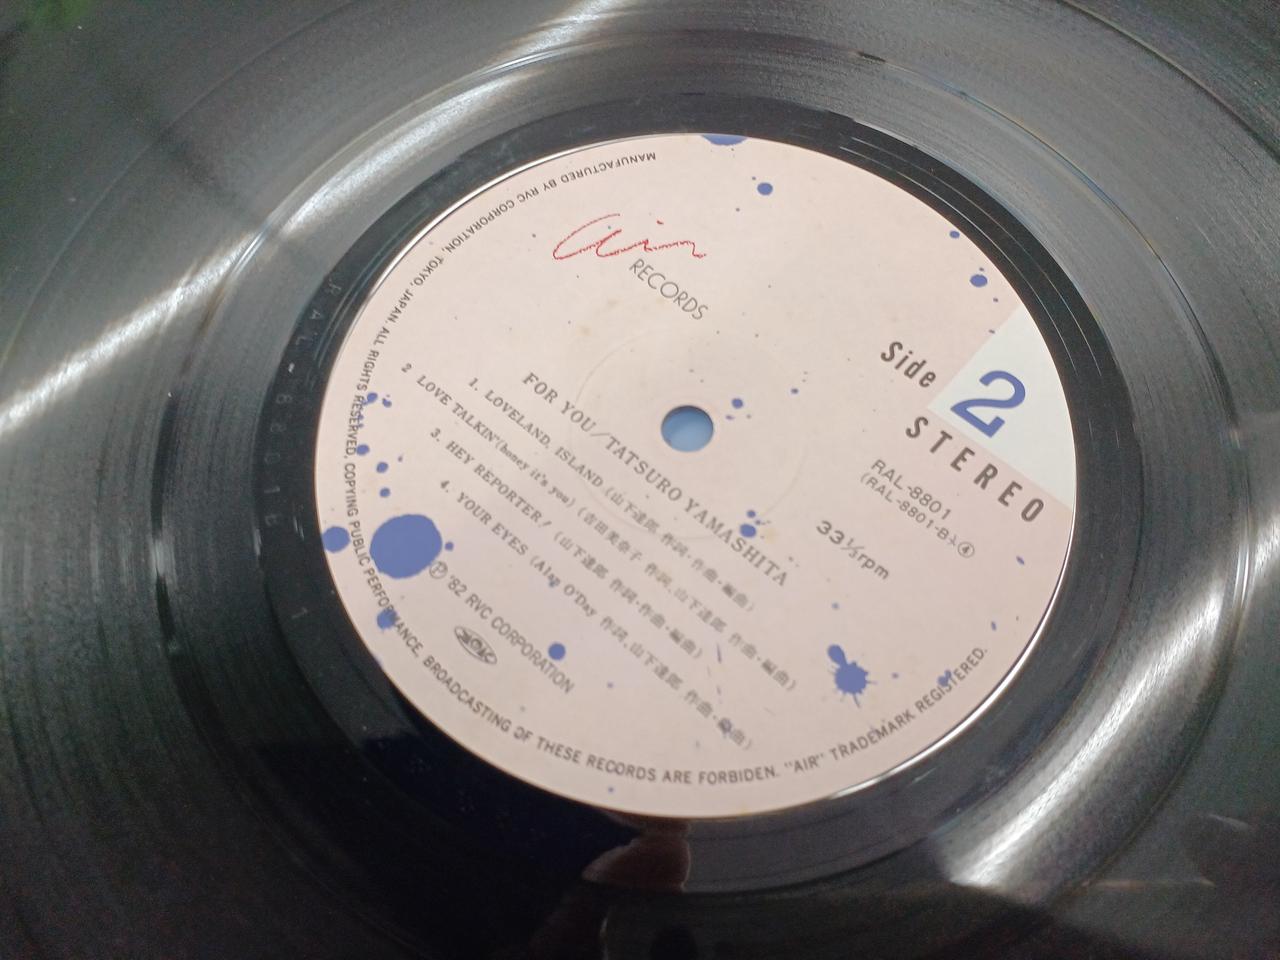 Air
RECORDS
Side 2
STEREO
RAL-8801
(RAL-8801-B)④
33⅓rpm
FOR YOU/TATSURO YAMASHITA
1. LOVELAND, ISLAND (山下達郎 作詞・作曲・編曲)
2 LOVE TALKIN' (honey it's you) (吉田美奈子 作詞、山下達郎 作曲・編曲)
3. HEY REPORTER! (山下達郎 作詞・作曲・編曲)
4. YOUR EYES (Alan O'Day 作詞、山下達郎 作曲・編曲)
Ⓟ '82 RVC CORPORATION
MANUFACTURED BY RVC CORPORATION, TOKYO, JAPAN. ALL RIGHTS RESERVED, COPYING PUBLIC PERFORMANCE, BROADCASTING OF THESE RECORDS ARE FORBIDEN. "AIR" TRADEMARK REGISTERED.